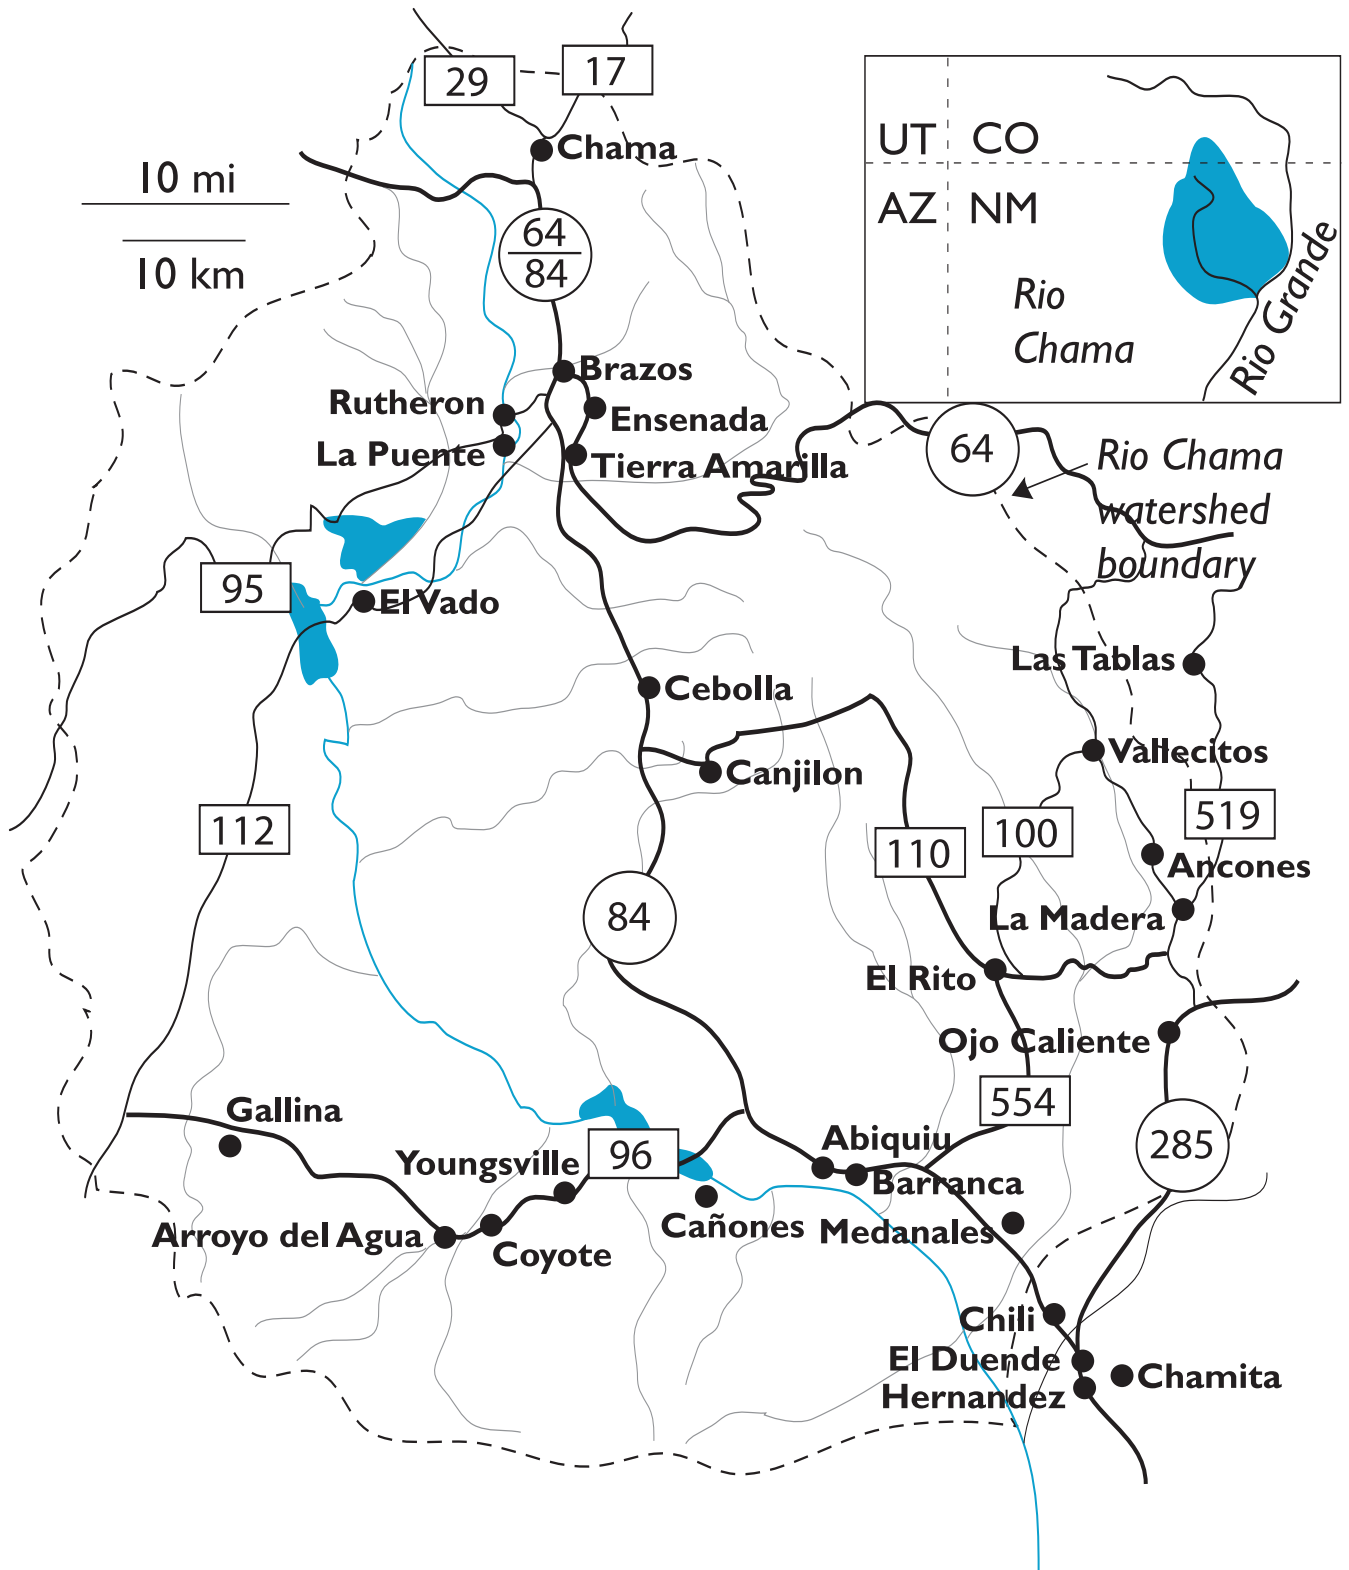 29
17
Chama
10 mi
10 km
64
84
UT
CO
AZ
NM
Rio
Chama
Rio Grande
Brazos
Rutheron
Ensenada
La Puente
Tierra Amarilla
64
Rio Chama
watershed
boundary
95
El Vado
Las Tablas
Cebolla
Vallecitos
Canjilon
112
100
519
110
Ancones
84
La Madera
El Rito
Ojo Caliente
554
Gallina
Abiquiu
285
Youngsville
96
Barranca
Cañones
Medanales
Arroyo del Agua
Coyote
Chili
El Duende
Chamita
Hernandez